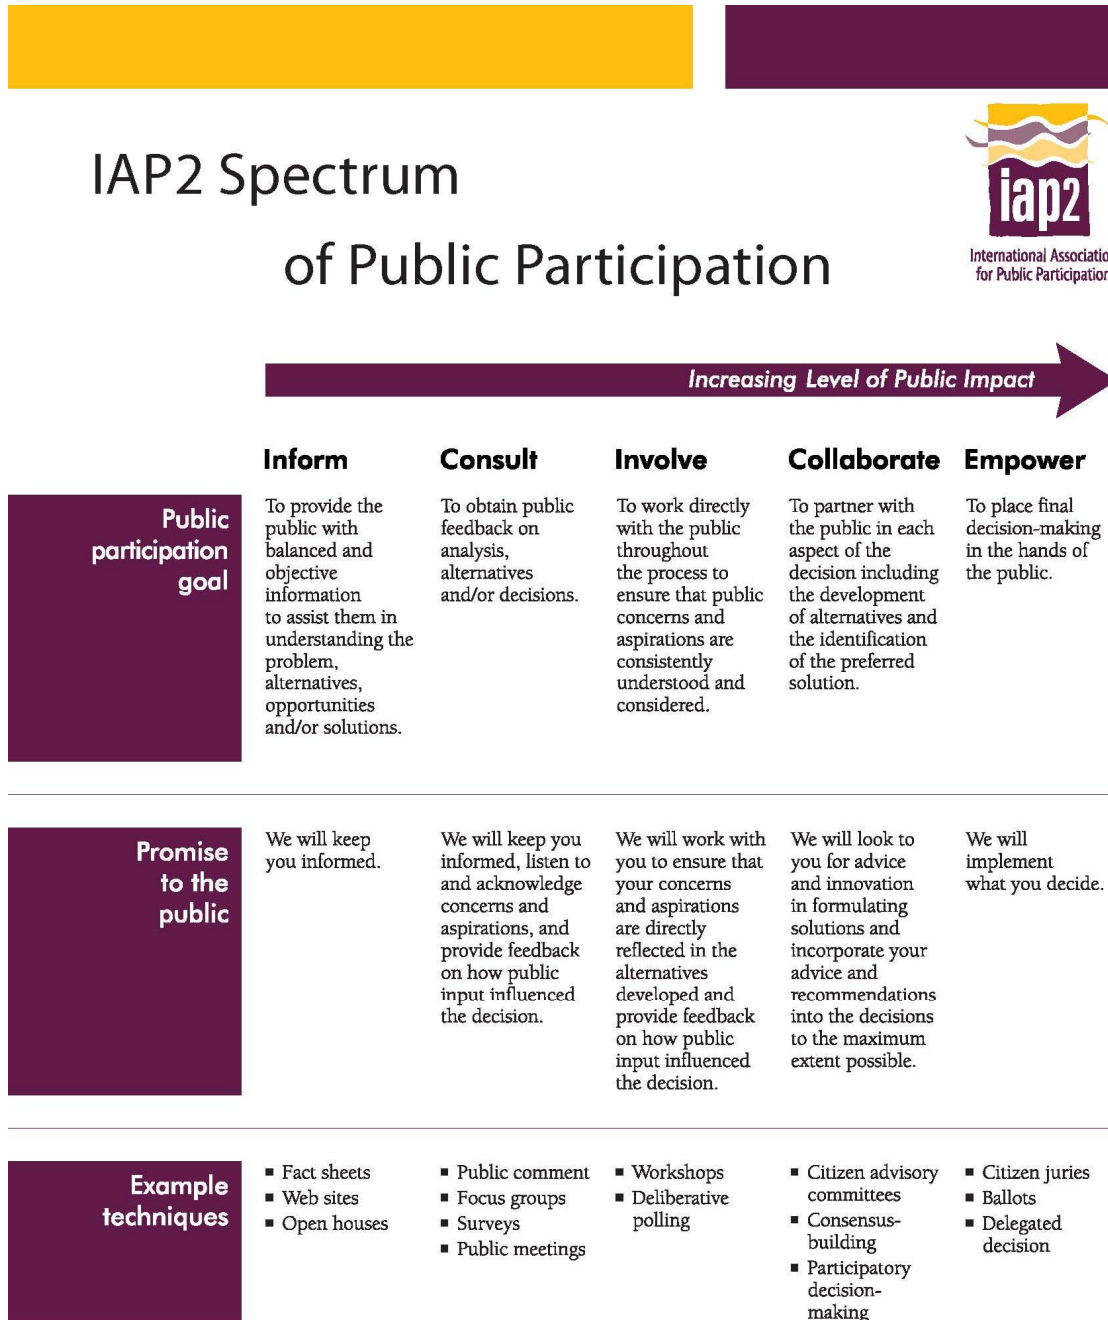 IAP2 Spectrum
of Public Participation
iap2
International Associatio
for Public Participation
Increasing Level of Public Impact
Inform
Consult
Involve
Collaborate
Empower
Public
participation
goal
To provide the
public with
balanced and
objective
information
to assist them in
understanding the
problem,
alternatives,
opportunities
and/or solutions.
To obtain public
feedback on
analysis,
alternatives
and/or decisions.
To work directly
with the public
throughout
the process to
ensure that public
concerns and
aspirations are
consistently
understood and
considered.
To partner with
the public in each
aspect of the
decision including
the development
of alternatives and
the identification
of the preferred
solution.
To place final
decision-making
in the hands of
the public.
Promise
to the
public
We will keep
you informed.
We will keep you
informed, listen to
and acknowledge
concerns and
aspirations, and
provide feedback
on how public
input influenced
the decision.
We will work with
you to ensure that
your concerns
and aspirations
are directly
reflected in the
alternatives
developed and
provide feedback
on how public
input influenced
the decision.
We will look to
you for advice
and innovation
in formulating
solutions and
incorporate your
advice and
recommendations
into the decisions
to the maximum
extent possible.
We will
implement
what you decide.
Example
techniques
▪ Fact sheets
▪ Web sites
▪ Open houses
▪ Public comment
▪ Focus groups
▪ Surveys
▪ Public meetings
▪ Workshops
▪ Deliberative
polling
▪ Citizen advisory
committees
▪ Consensus-
building
▪ Participatory
decision-
making
▪ Citizen juries
▪ Ballots
▪ Delegated
decision